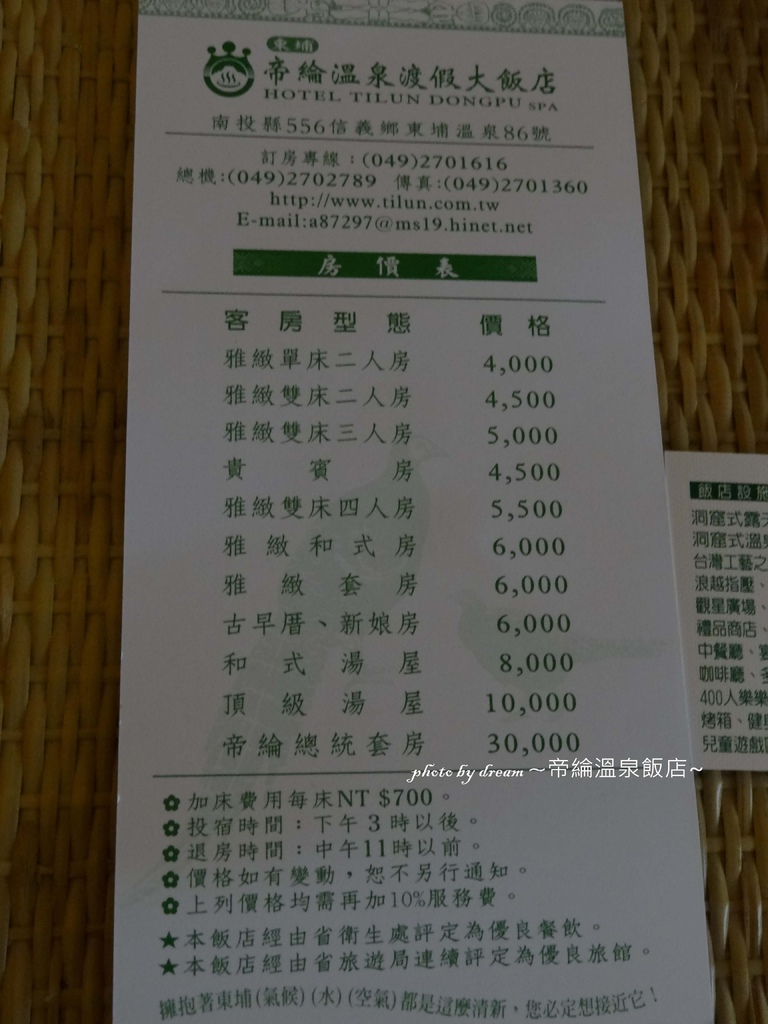 東埔
帝綸溫泉渡假大飯店
HOTEL TILUN DONGPU SPA
南投縣556信義鄉東埔溫泉86號
訂房專線：(049)2701616
總機:(049)2702789 傳真:(049)2701360
http://www.tilun.com.tw
E-mail:a87297@ms19.hinet.net
房價表
客房型態 價格
雅緻單床二人房 4,000
雅緻雙床二人房 4,500
雅緻雙床三人房 5,000
貴賓房 4,500
雅緻雙床四人房 5,500
雅緻和式房 6,000
雅緻套房 6,000
古早厝、新娘房 6,000
和式湯屋 8,000
頂級湯屋 10,000
帝綸總統套房 30,000
photo by dream ～帝綸溫泉飯店～
✿加床費用每床NT $700。
✿投宿時間：下午3時以後。
✿退房時間：中午11時以前。
✿價格如有變動，恕不另行通知。
✿上列價格均需再加10%服務費。
★本飯店經由省衛生處評定為優良餐飲。
★本飯店經由省旅遊局連續評定為優良旅館。
擁抱著東埔(氣候)(水)(空氣)都是這麼清新，您必定想接近它！
飯店設施
洞窟式露天
洞窟式溫泉
台灣工藝之
浪越指壓、
觀星廣場、
禮品商店、
中餐廳、宴
咖啡廳、多
400人樂樂
烤箱、健身
兒童遊戲